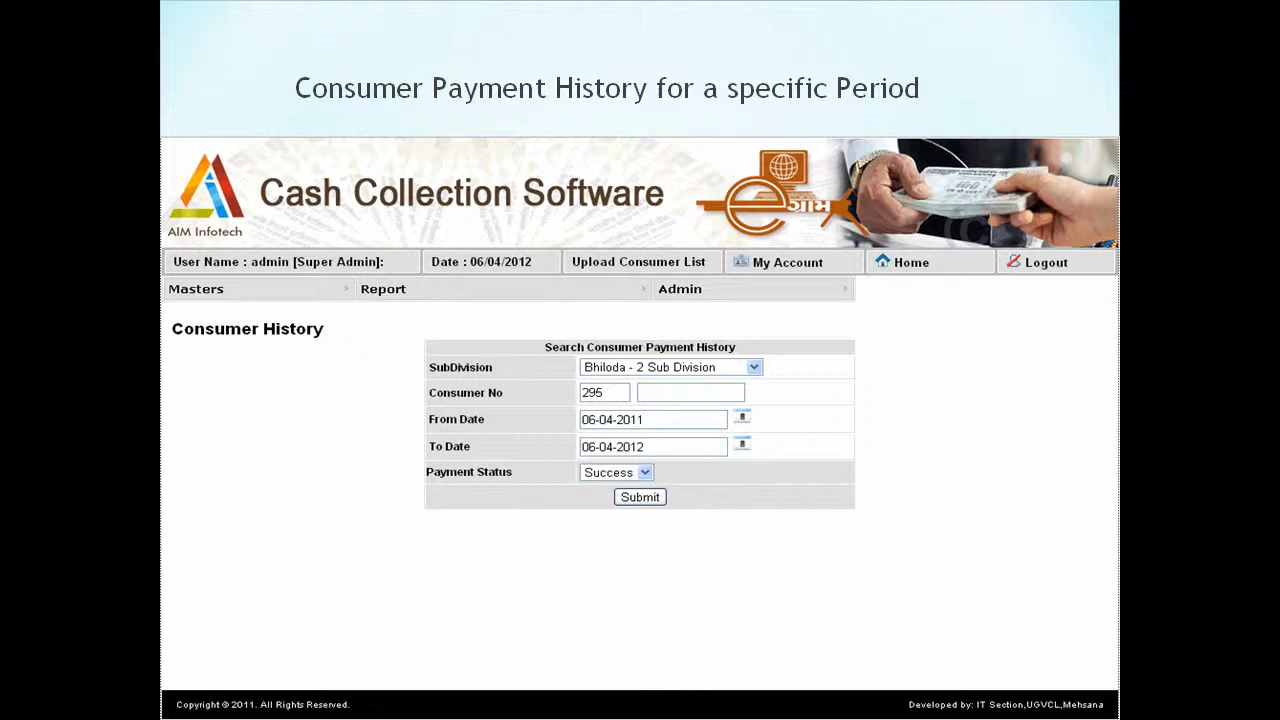 Consumer Payment History for a specific Period
AIM Infotech
Cash Collection Software
eગ્રામ
User Name : admin [Super Admin]:
Date : 06/04/2012
Upload Consumer List
My Account
Home
Logout
Masters
Report
Admin
Consumer History
Search Consumer Payment History
SubDivision
Bhiloda - 2 Sub Division
Consumer No
295
From Date
06-04-2011
To Date
06-04-2012
Payment Status
Success
Submit
Copyright © 2011. All Rights Reserved.
Developed by: IT Section,UGVCL,Mehsana